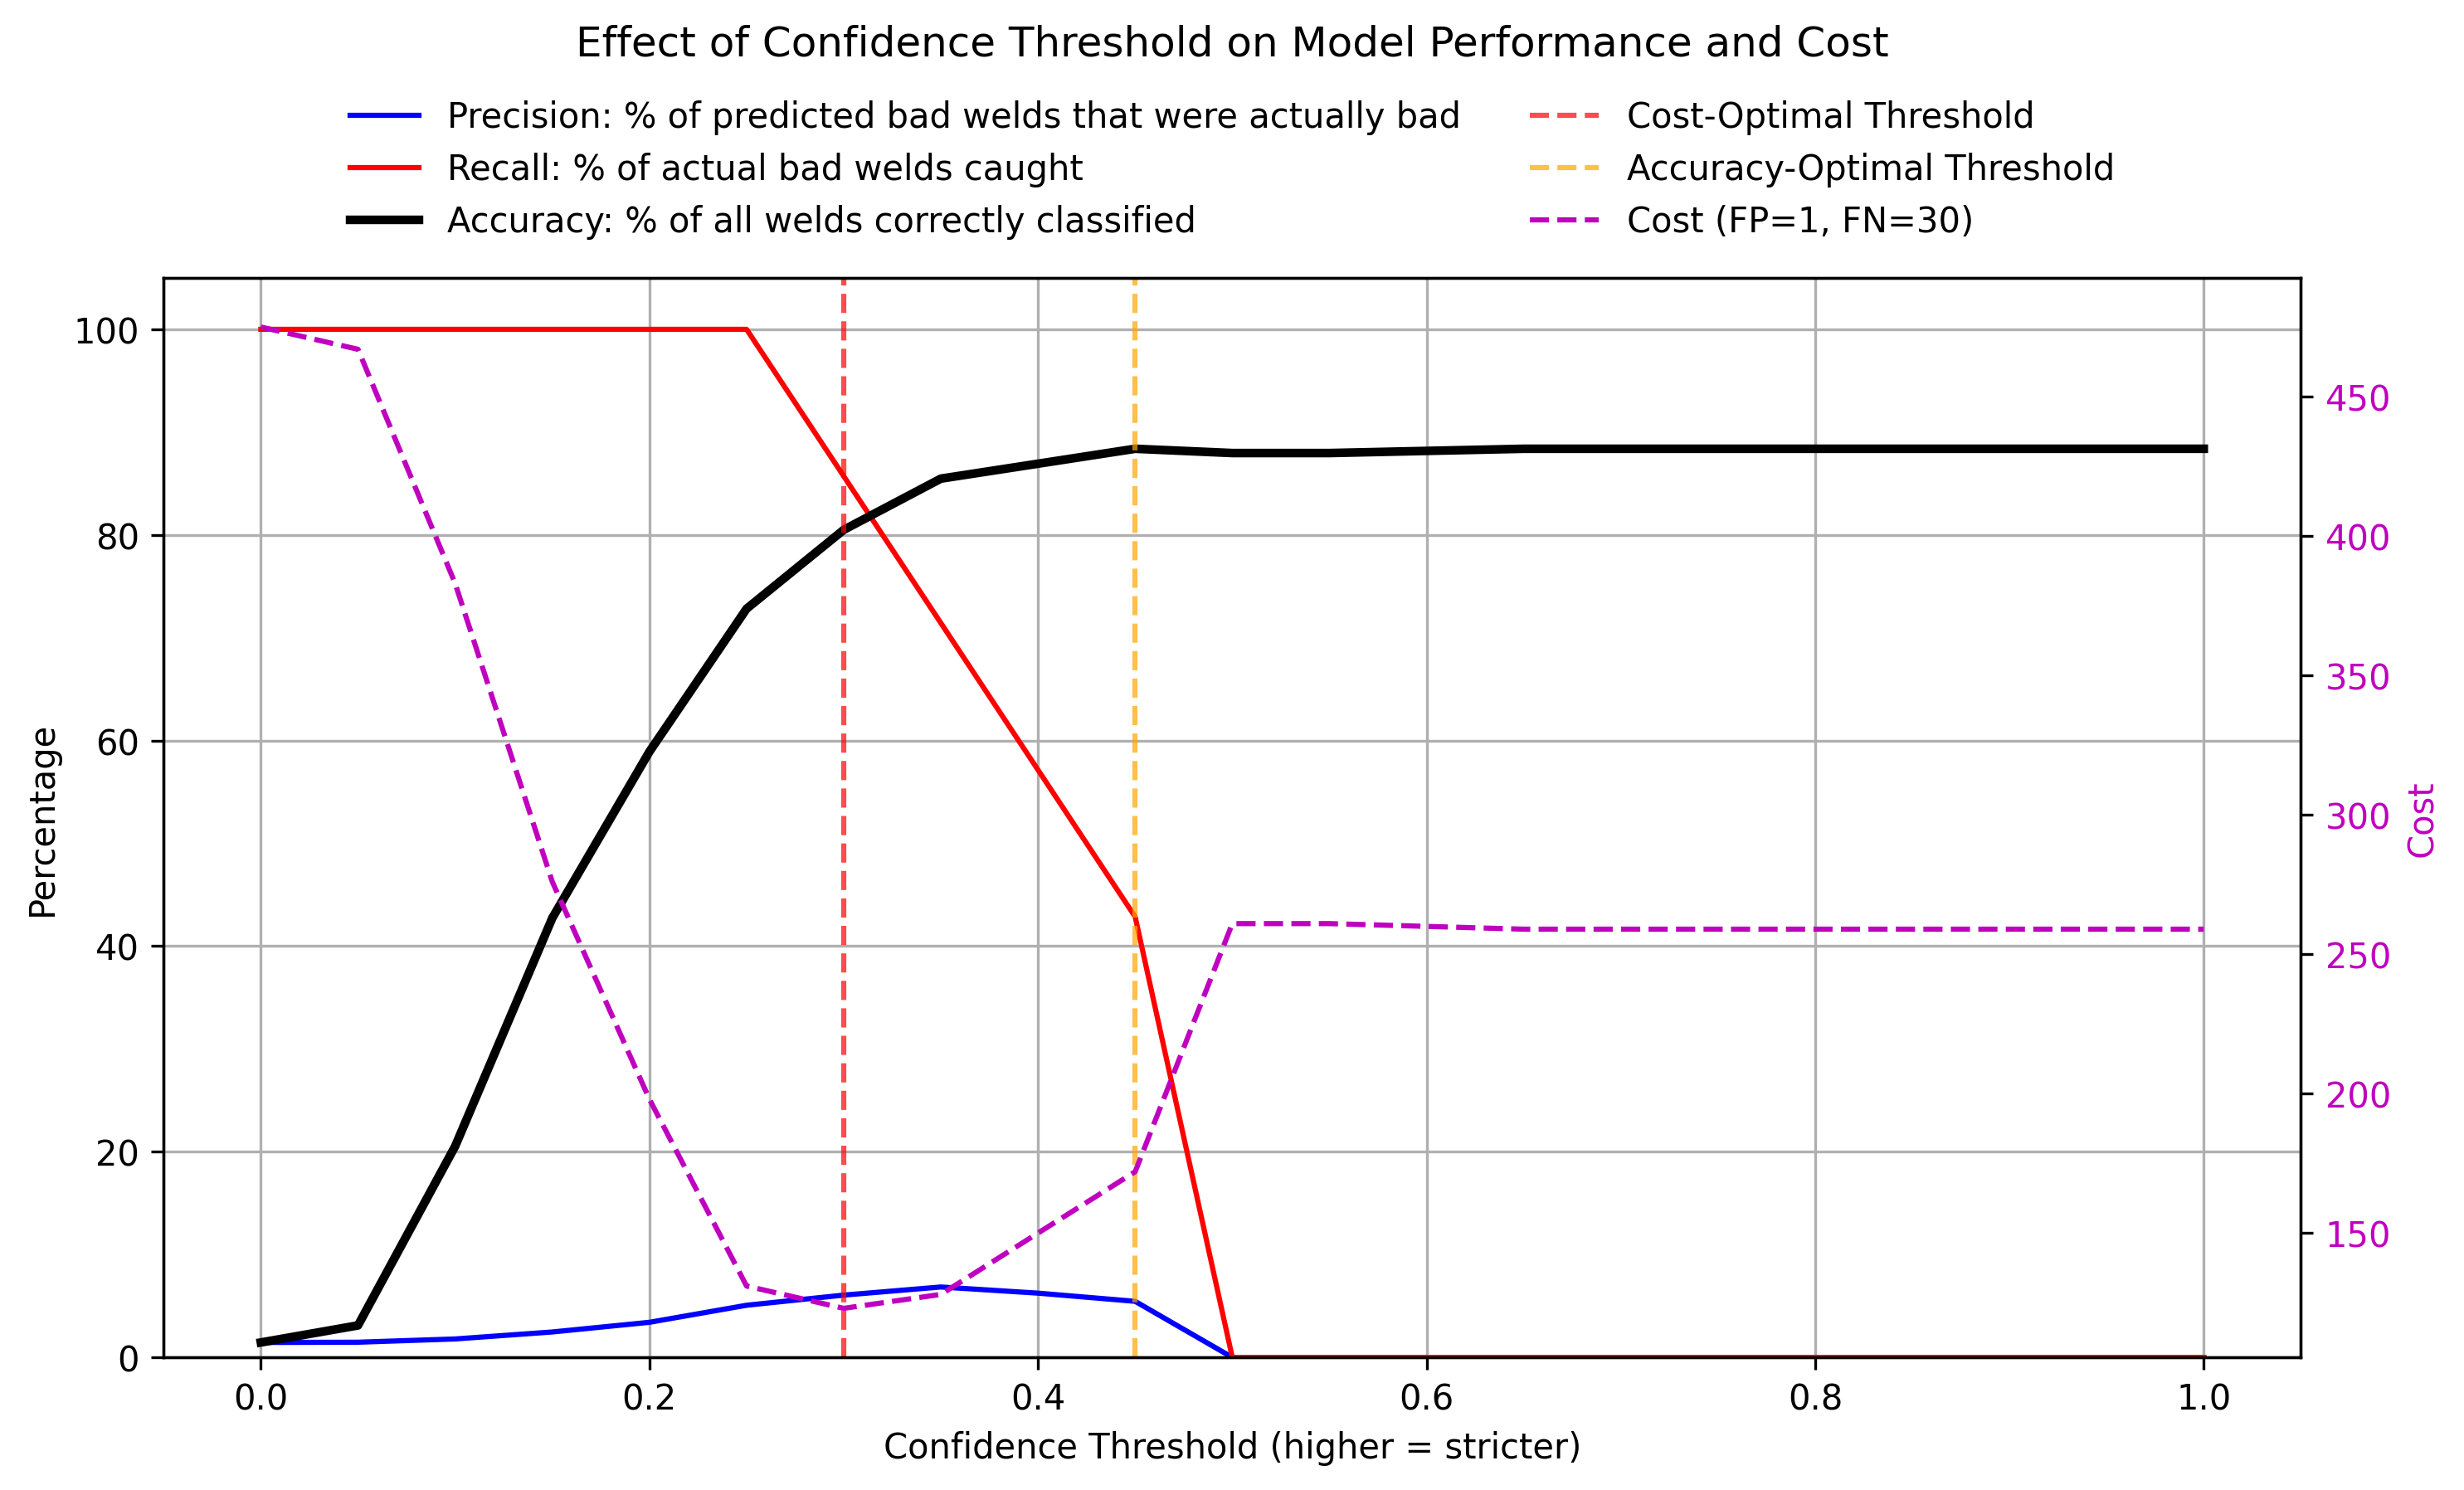 Effect of Confidence Threshold on Model Performance and Cost
Precision: % of predicted bad welds that were actually bad
Recall: % of actual bad welds caught
Accuracy: % of all welds correctly classified
Cost-Optimal Threshold
Accuracy-Optimal Threshold
Cost (FP=1, FN=30)
Percentage
100
80
60
40
20
0
450
400
350
300
250
200
150
Cost
0.0 0.2 0.4 0.6 0.8 1.0
Confidence Threshold (higher = stricter)